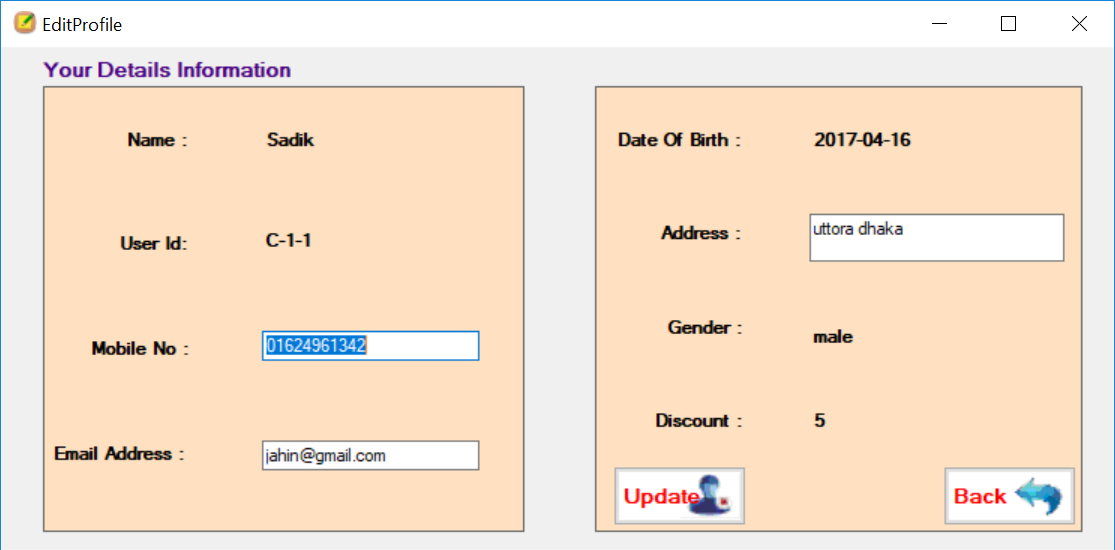 EditProfile
Your Details Information
Name : Sadik
User Id: C-1-1
Mobile No : 01624961342
Email Address : jahin@gmail.com
Date Of Birth : 2017-04-16
Address : uttora dhaka
Gender : male
Discount : 5
Update Back